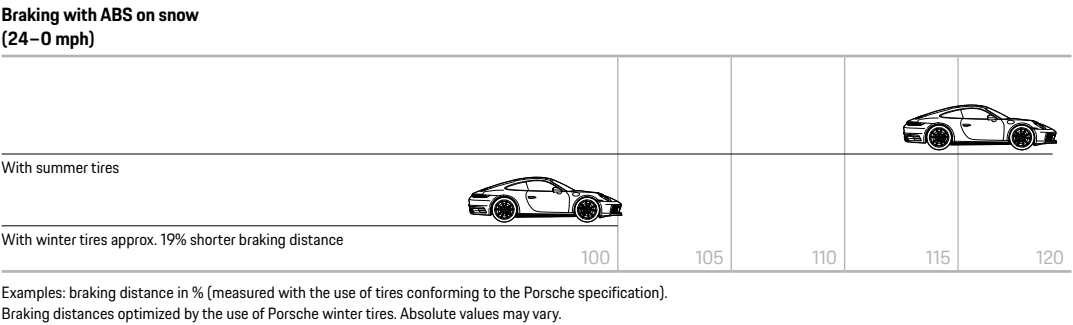 Braking with ABS on snow
(24–0 mph)
With summer tires
With winter tires approx. 19% shorter braking distance
100 105 110 115 120
Examples: braking distance in % (measured with the use of tires conforming to the Porsche specification).
Braking distances optimized by the use of Porsche winter tires. Absolute values may vary.